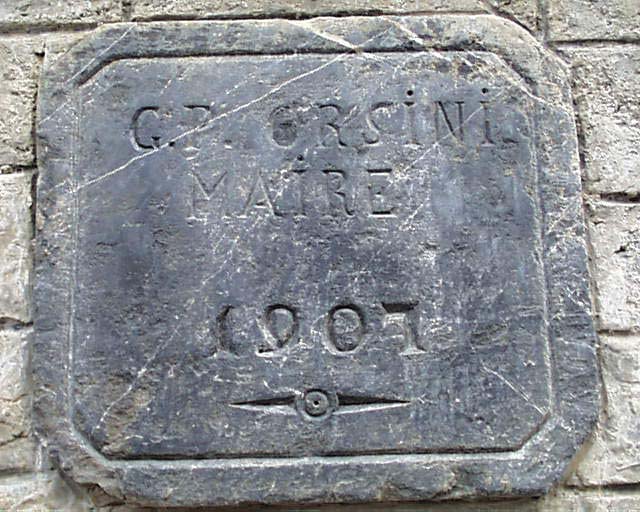 G.P. ORSiNi
MAiRE
1907